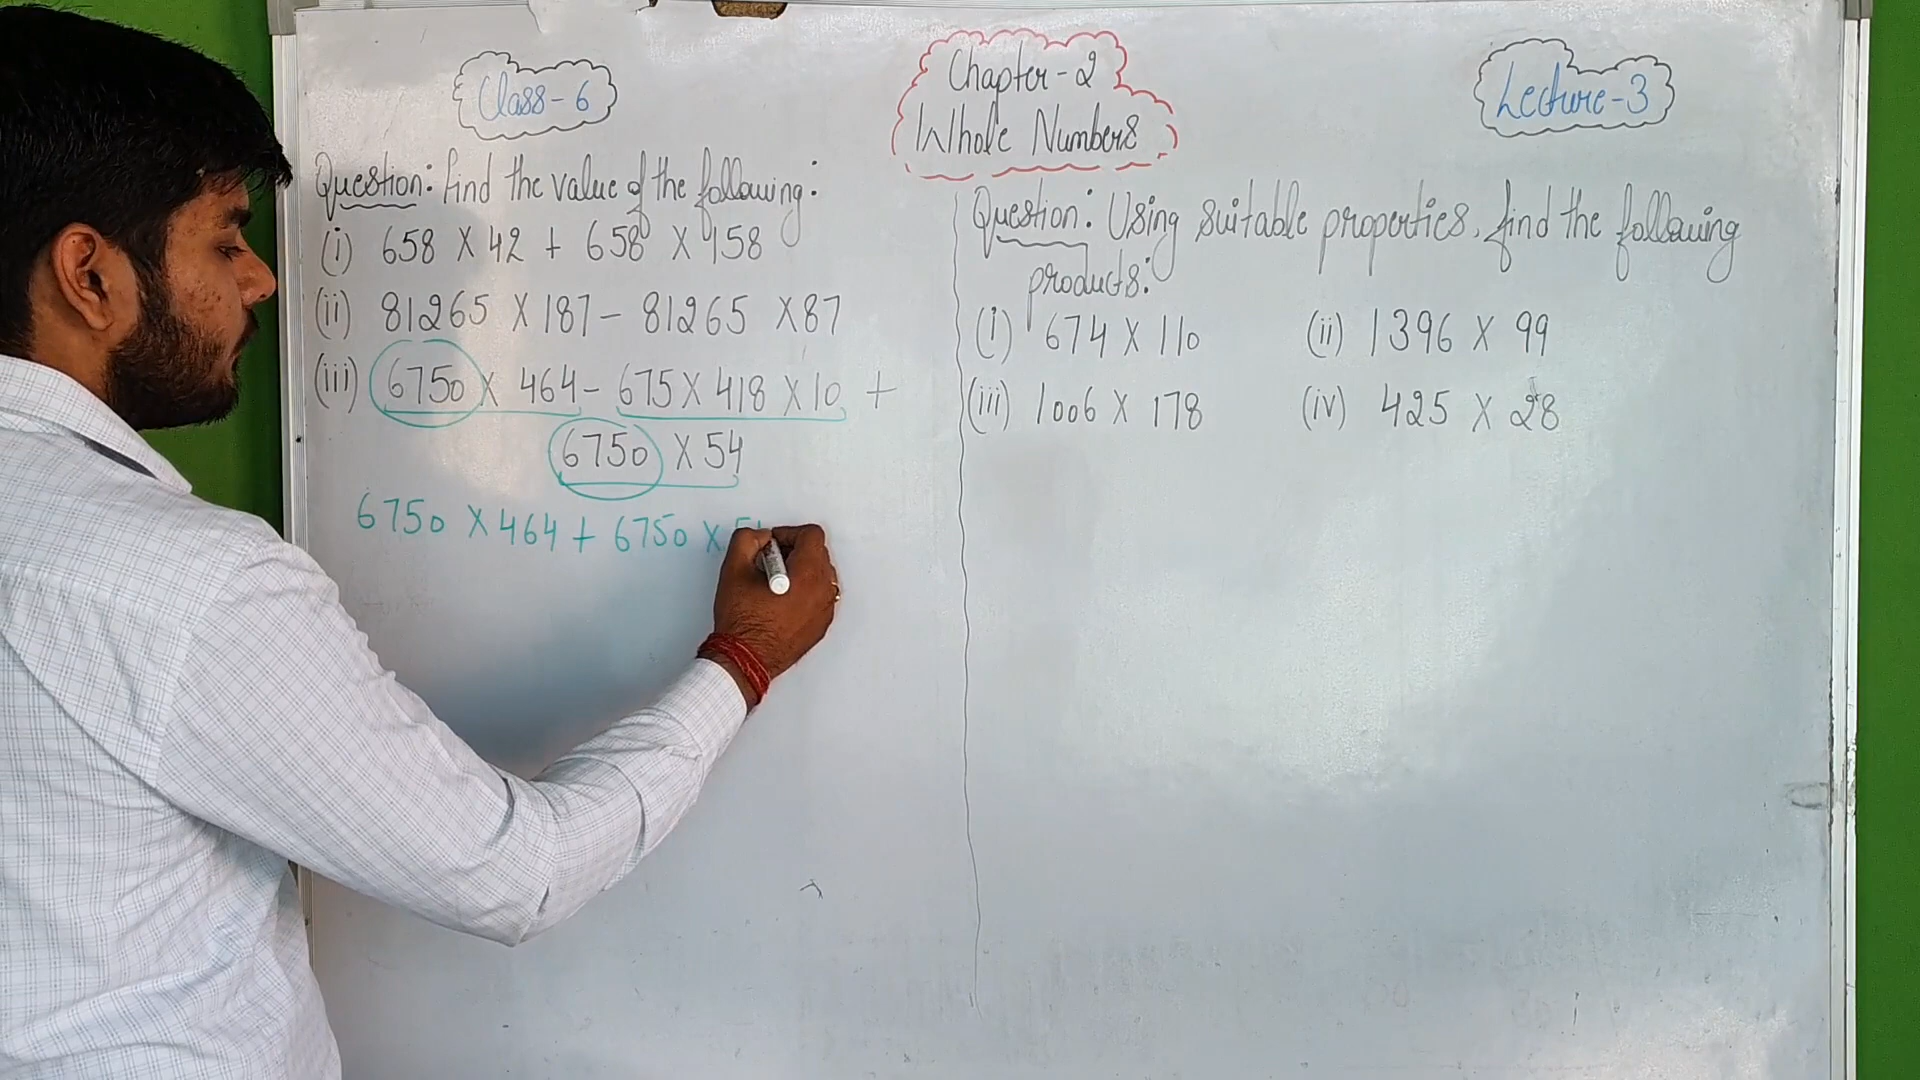 Class-6
Chapter-2
Whole Numbers
Lecture-3
Question: Find the value of the following:
(i) 658 X 42 + 658 X 158
(ii) 81265 X 187 - 81265 X 87
(iii) 6750 X 464 - 675 X 418 X 10 +
6750 X 54
6750 X 464 + 6750 X
Question: Using suitable properties, find the following
products:
(i) 674 X 110 (ii) 1396 X 99
(iii) 1006 X 178 (iv) 425 X 28